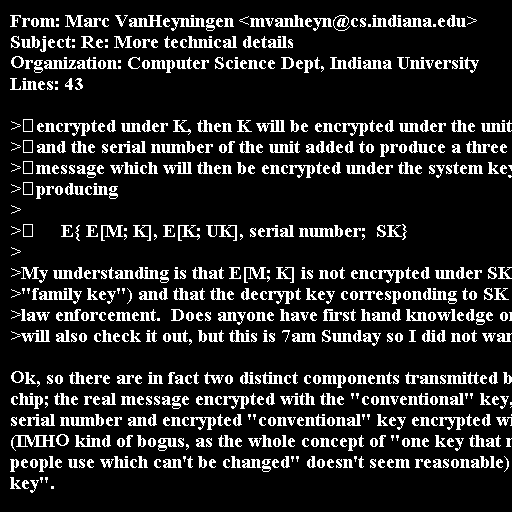 From: Marc VanHeyningen <mvanheyn@cs.indiana.edu>
Subject: Re: More technical details
Organization: Computer Science Dept, Indiana University
Lines: 43

>encrypted under K, then K will be encrypted under the unit
>and the serial number of the unit added to produce a three
>message which will then be encrypted under the system key
>producing
>
>     E{ E[M; K], E[K; UK], serial number;  SK}
>
>My understanding is that E[M; K] is not encrypted under SK
>"family key") and that the decrypt key corresponding to SK
>law enforcement.  Does anyone have first hand knowledge or
>will also check it out, but this is 7am Sunday so I did not

Ok, so there are in fact two distinct components transmitted
chip; the real message encrypted with the "conventional" key,
serial number and encrypted "conventional" key encrypted
(IMHO kind of bogus, as the whole concept of "one key that
people use which can't be changed" doesn't seem reasonable)
key".